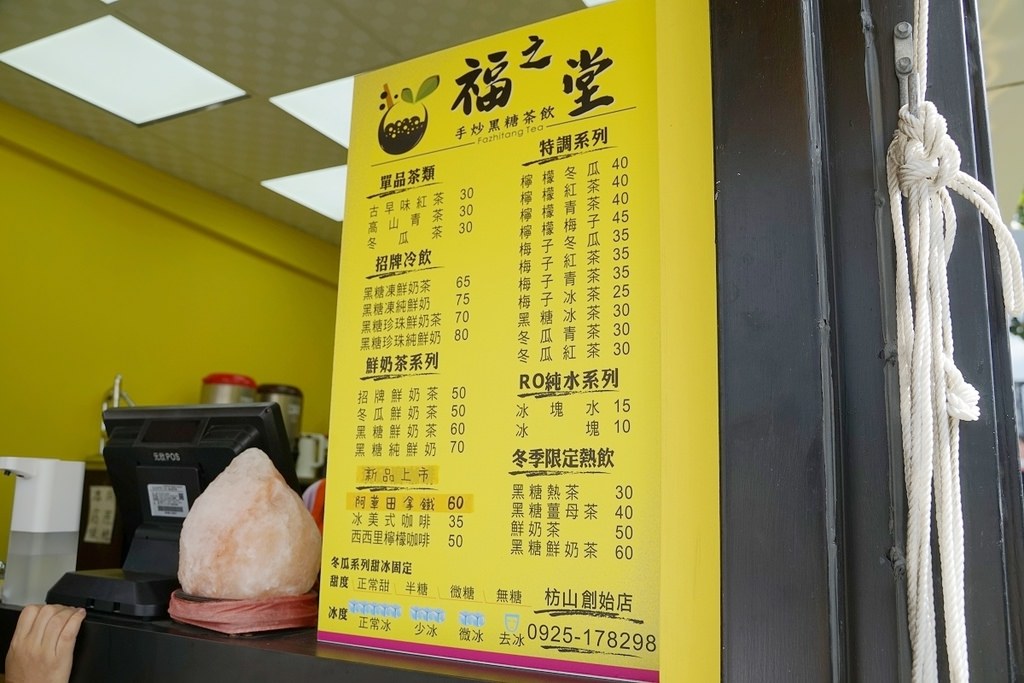 福之堂
手炒黑糖茶飲
Fazhitang Tea
單品茶類
古早味紅茶 30
高山青茶 30
冬瓜茶 30
招牌冷飲
黑糖凍鮮奶茶 65
黑糖凍純鮮奶 75
黑糖珍珠鮮奶茶 70
黑糖珍珠純鮮奶 80
鮮奶茶系列
招牌鮮奶茶 50
冬瓜鮮奶茶 50
黑糖鮮奶茶 60
黑糖純鮮奶 70
新品上市
阿華田拿鐵 60
冰美式咖啡 35
西西里檸檬咖啡 50
特調系列
檸檬冬瓜 40
檸檬紅茶 40
檸檬青茶 40
檸檬梅子 45
梅子冬瓜 35
梅子紅茶 35
梅子青茶 35
梅子冰茶 25
黑糖冰茶 30
冬瓜青茶 30
冬瓜紅茶 30
RO純水系列
冰塊水 15
冰塊 10
冬季限定熱飲
黑糖熱茶 30
黑糖薑母茶 40
鮮奶茶 50
黑糖鮮奶茶 60
冬瓜系列甜冰固定
甜度 正常甜 半糖 微糖 無糖
冰度 正常冰 少冰 微冰 去冰
枋山創始店
0925-178298
元欣POS